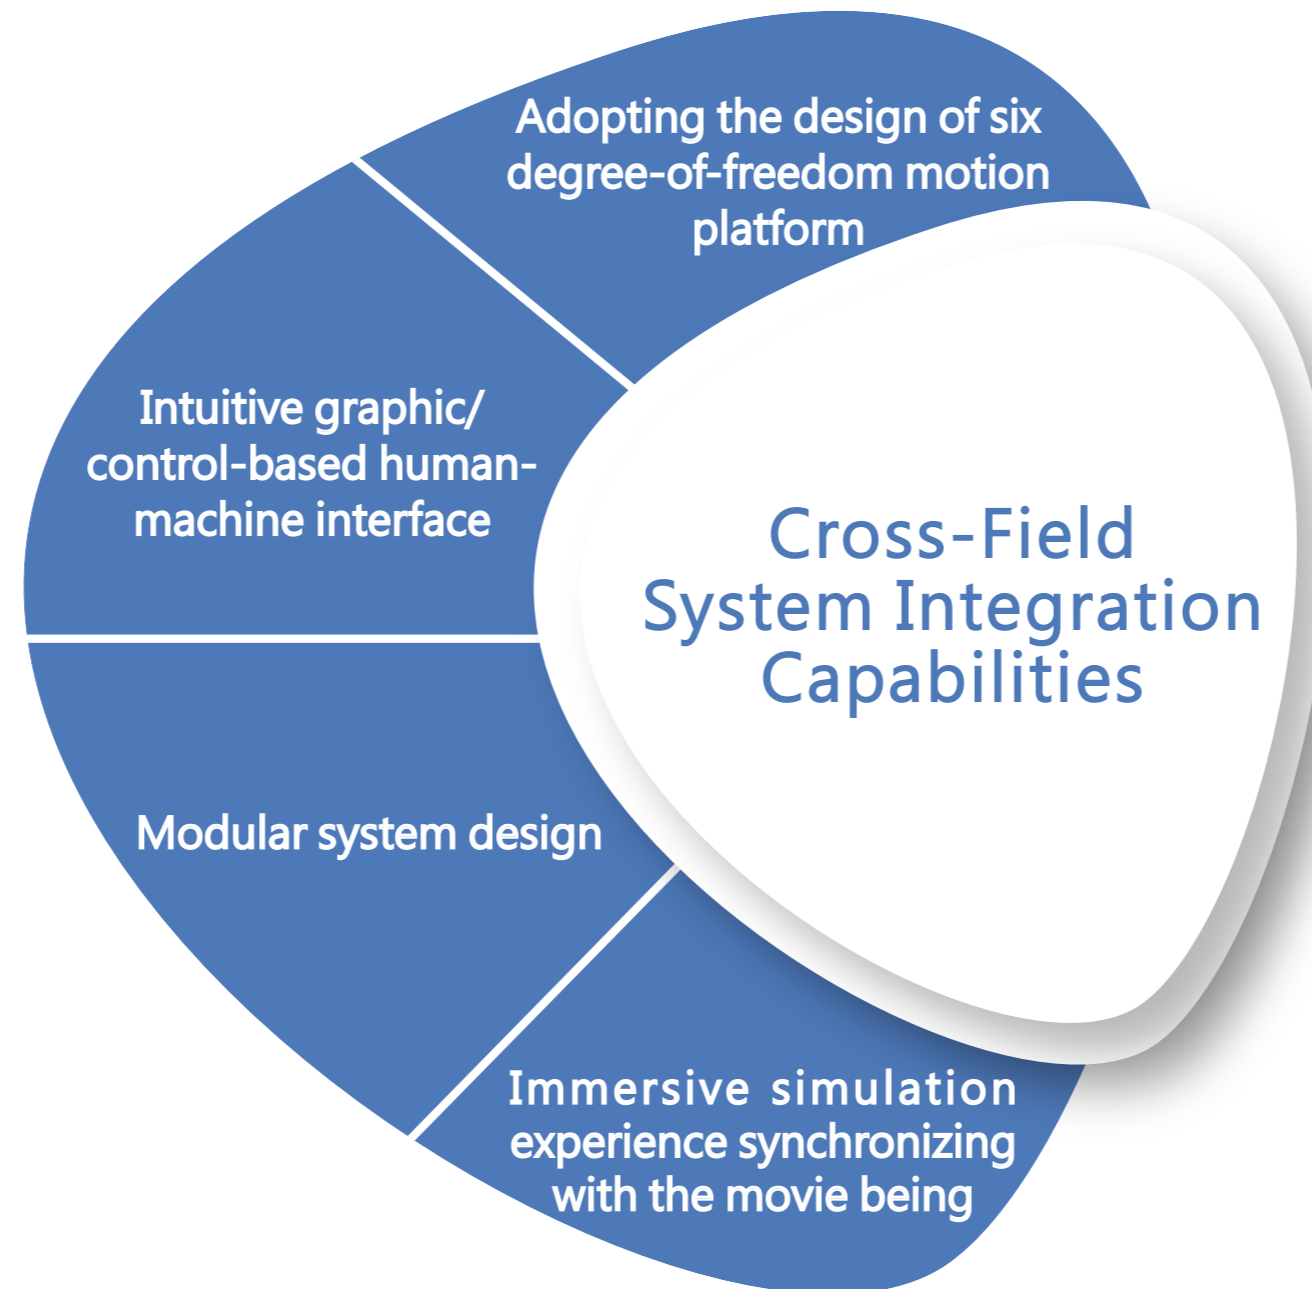 Adopting the design of six
degree-of-freedom motion
platform
Intuitive graphic/
control-based human-
machine interface
Cross-Field
System Integration
Capabilities
Modular system design
Immersive simulation
experience synchronizing
with the movie being